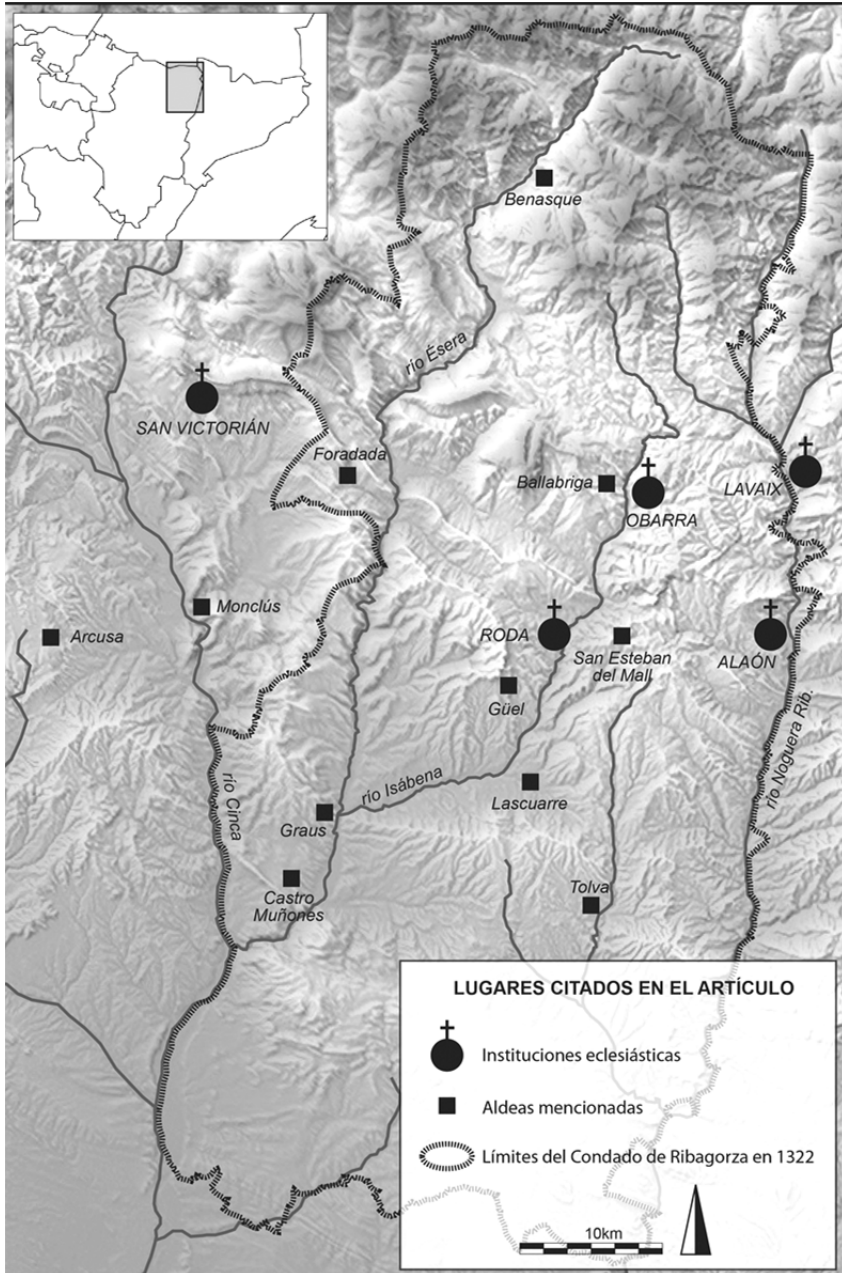 Benasque
río Ésera
SAN VICTORIÁN
Foradada
Ballabriga
OBARRA
LAVAIX
Monclús
Arcusa
RODA
San Esteban
del Mall
ALAÓN
Güel
río Noguera Rib.
río Cinca
río Isábena
Lascuarre
Graus
Castro
Muñones
Tolva
LUGARES CITADOS EN EL ARTÍCULO
Instituciones eclesiásticas
Aldeas mencionadas
Límites del Condado de Ribagorza en 1322
10km